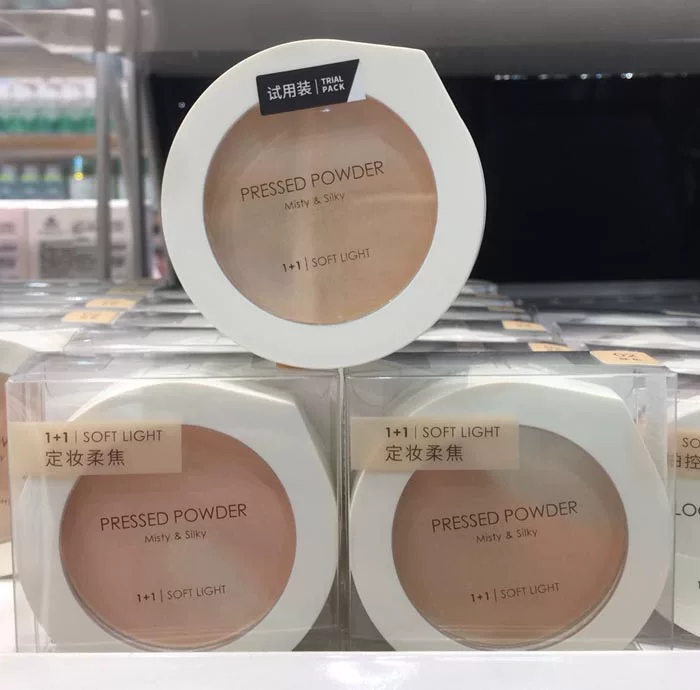 试用装 | TRIAL PACK
PRESSED POWDER
Misty & Silky
1+1 | SOFT LIGHT
02
1+1 | SOFT LIGHT
定妆柔焦
PRESSED POWDER
Misty & Silky
1+1 | SOFT LIGHT
1+1 | SOFT LIGHT
定妆柔焦
PRESSED POWDER
Misty & Silky
1+1 | SOFT LIGHT